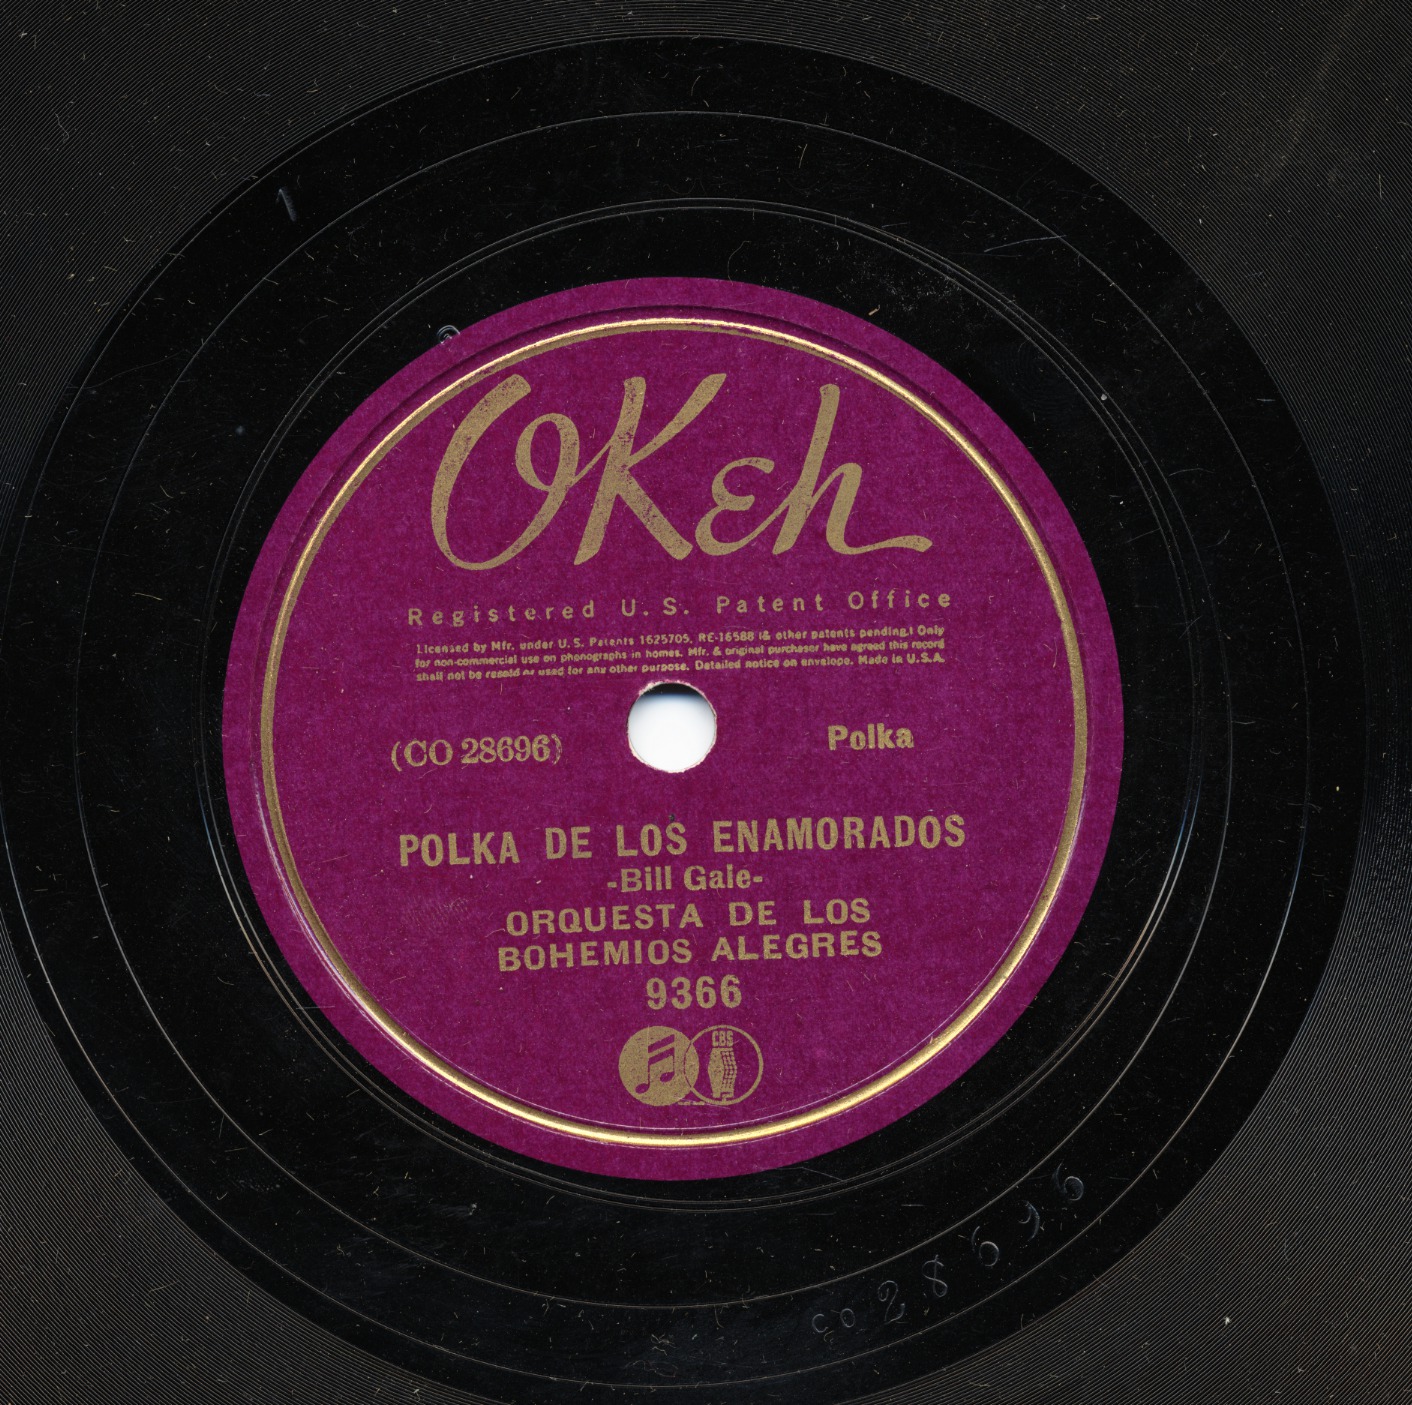 OKeh
Registered U.S. Patent Office
Licensed by Mfr. under U.S. Patents 1625705, RE-16588 (& other patents pending.) Only
for non-commercial use on phonographs in homes. Mfr. & original purchaser have agreed this record
shall not be resold or used for any other purpose. Detailed notice on envelope. Made in U.S.A.
(CO 28696)
Polka
POLKA DE LOS ENAMORADOS
-Bill Gale-
ORQUESTA DE LOS
BOHEMIOS ALEGRES
9366
CBS
CO 28696
1